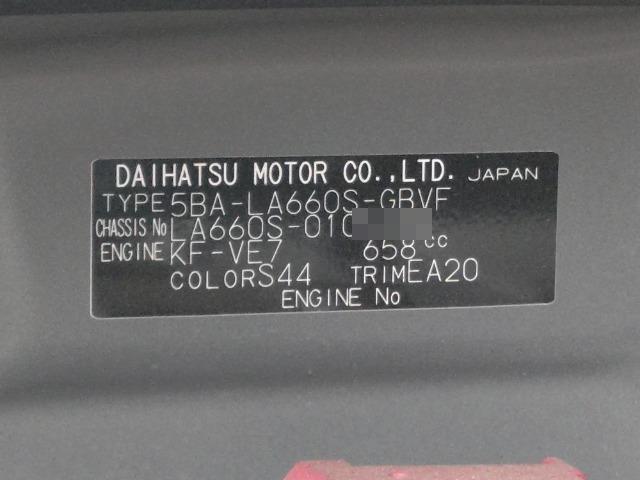 DAIHATSU MOTOR CO.,LTD. JAPAN
TYPE 5BA-LA660S-GBVF
CHASSIS No LA660S-010
ENGINE KF-VE7 658cc
COLOR S44 TRIM EA20
ENGINE No